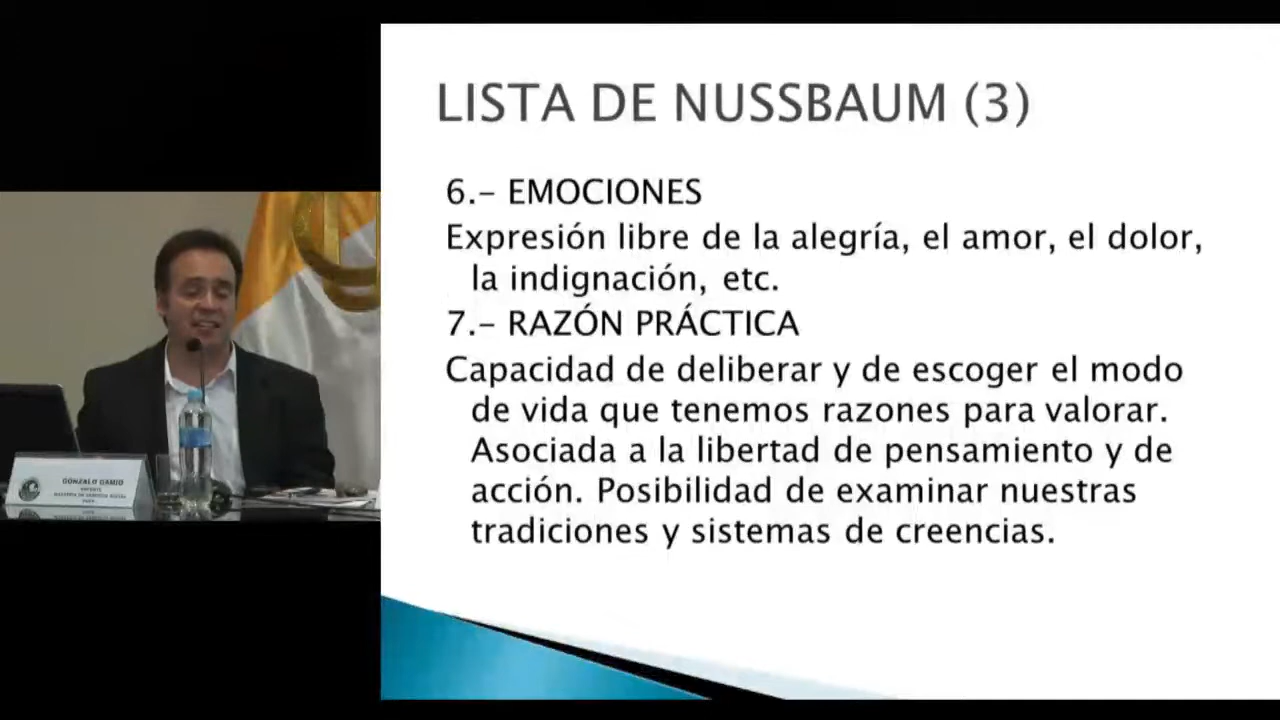 LISTA DE NUSSBAUM (3)
6.- EMOCIONES
Expresión libre de la alegría, el amor, el dolor,
la indignación, etc.
7.- RAZÓN PRÁCTICA
Capacidad de deliberar y de escoger el modo
de vida que tenemos razones para valorar.
Asociada a la libertad de pensamiento y de
acción. Posibilidad de examinar nuestras
tradiciones y sistemas de creencias.
GONZALO GAMIO